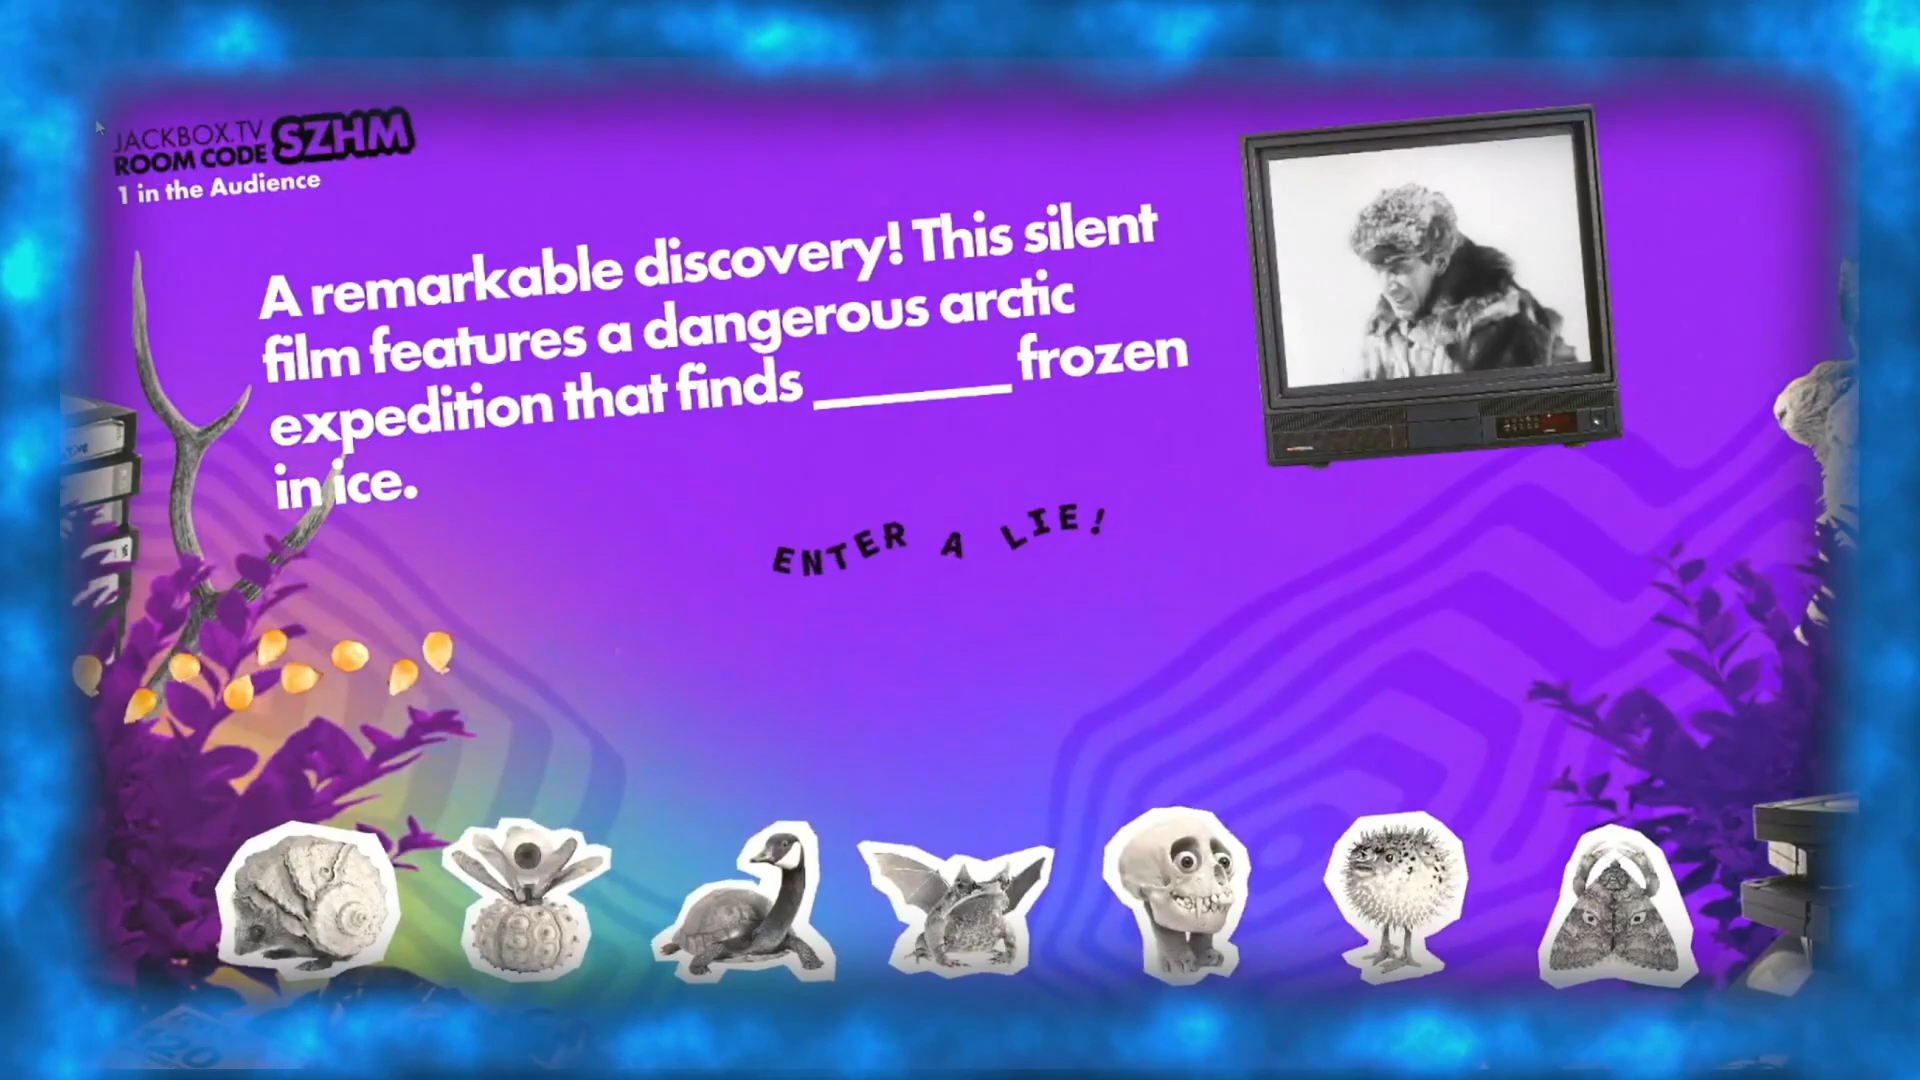 JACKBOX.TV
ROOM CODE SZHM
1 in the Audience
A remarkable discovery! This silent
film features a dangerous arctic
expedition that finds _______ frozen
in ice.
ENTER A LIE!